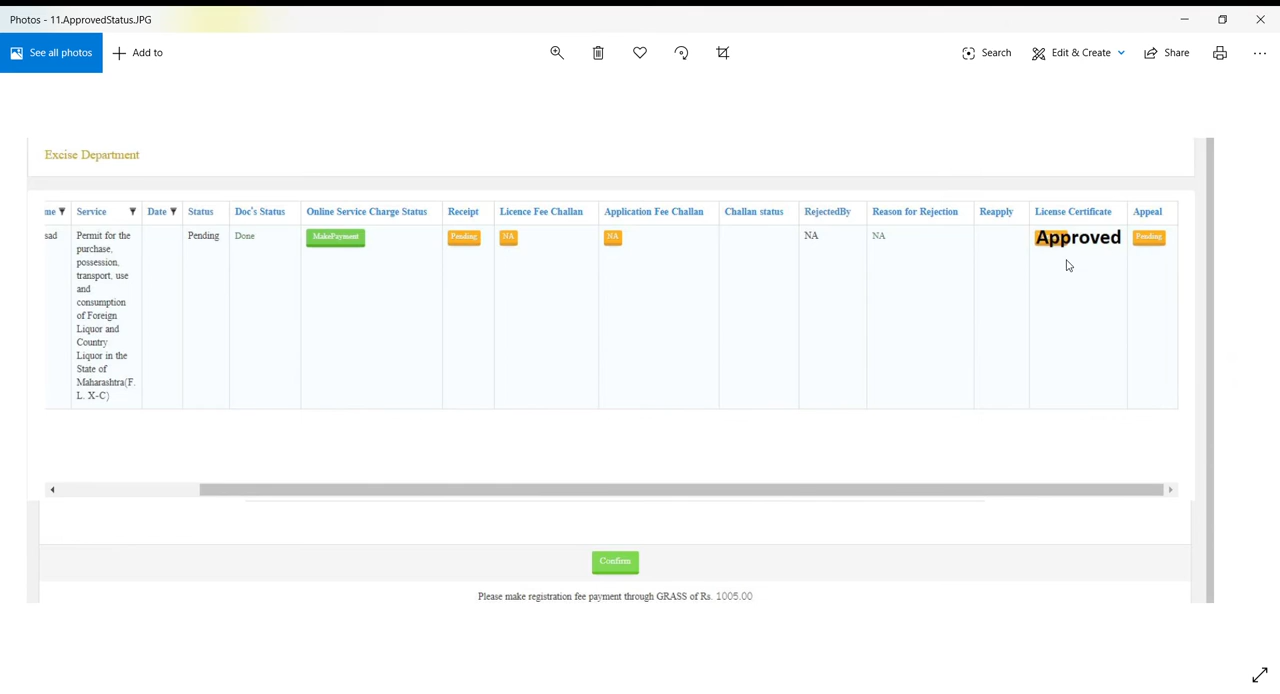 Photos - 11.ApprovedStatus.JPG
See all photos
Add to
Search
Edit & Create
Share
Excise Department
me Service Date Status Doc's Status Online Service Charge Status Receipt Licence Fee Challan Application Fee Challan Challan status RejectedBy Reason for Rejection Reapply License Certificate Appeal
sad Permit for the Pending Done MakePayment Pending NA NA NA NA Approved Pending
purchase,
possession,
transport, use
and
consumption
of Foreign
Liquor and
Country
Liquor in the
State of
Maharashtra(F.
L. X-C)
Confirm
Please make registration fee payment through GRASS of Rs. 1005.00